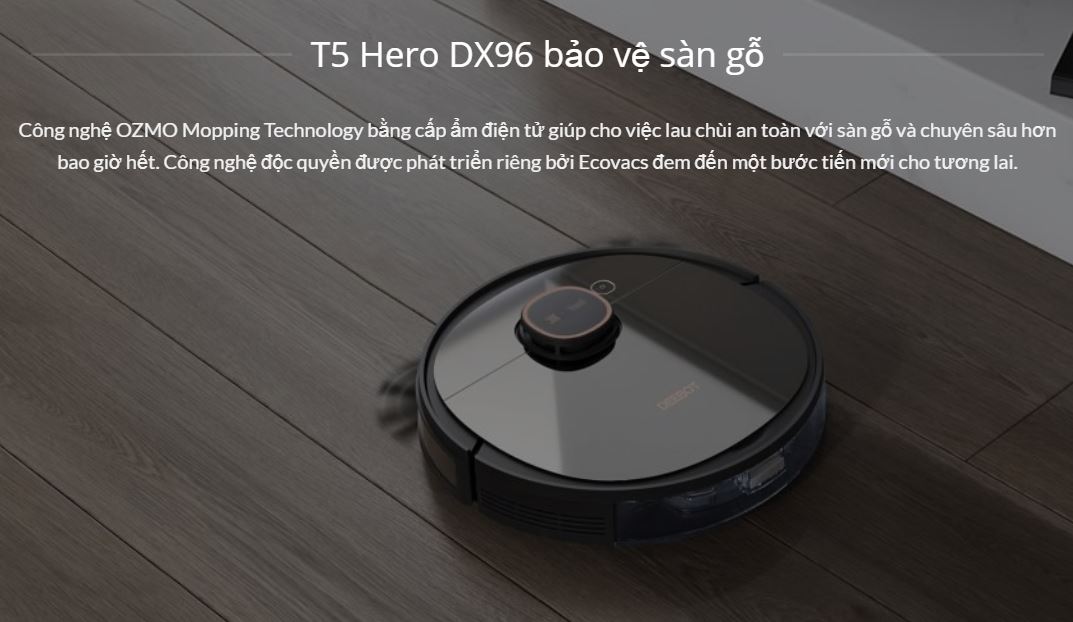 T5 Hero DX96 bảo vệ sàn gỗ
Công nghệ OZMO Mopping Technology bằng cấp ẩm điện tử giúp cho việc lau chùi an toàn với sàn gỗ và chuyên sâu hơn
bao giờ hết. Công nghệ độc quyền được phát triển riêng bởi Ecovacs đem đến một bước tiến mới cho tương lai.
DEEBOT